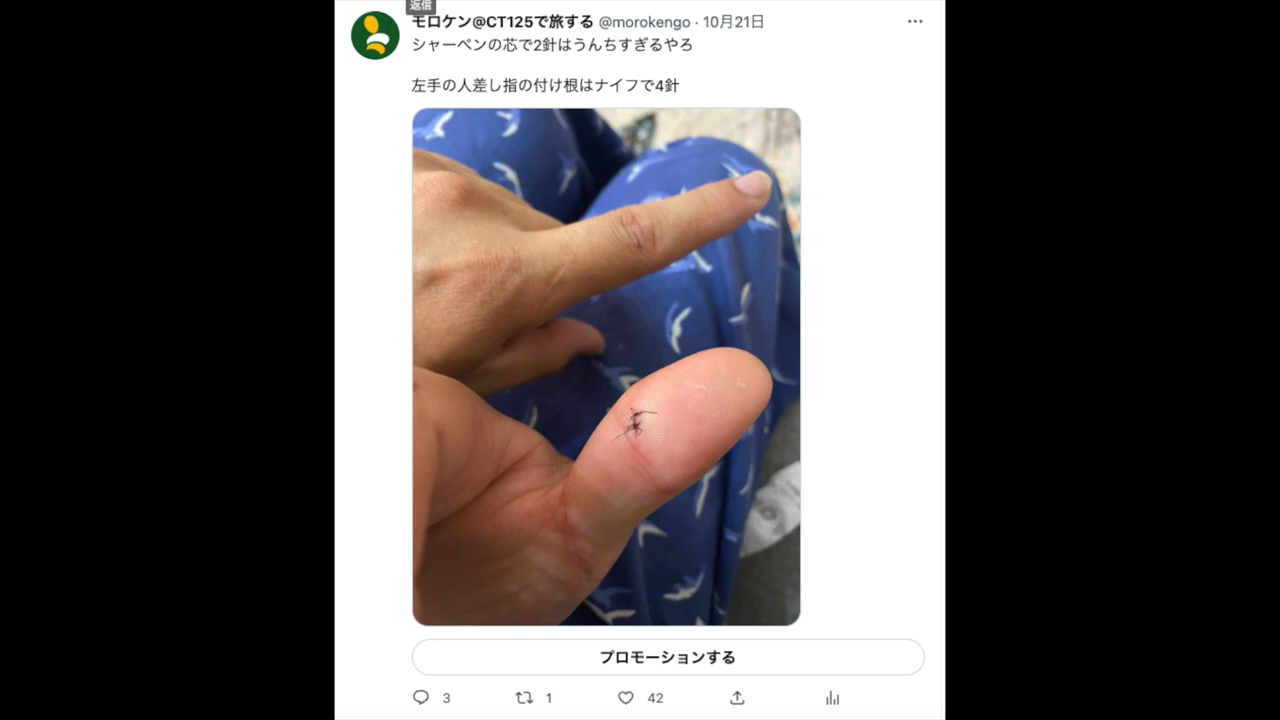 返信
モロケン@CT125で旅する @morokengo · 10月21日
シャーペンの芯で2針はうんちすぎるやろ
左手の人差し指の付け根はナイフで4針
プロモーションする
3 1 42